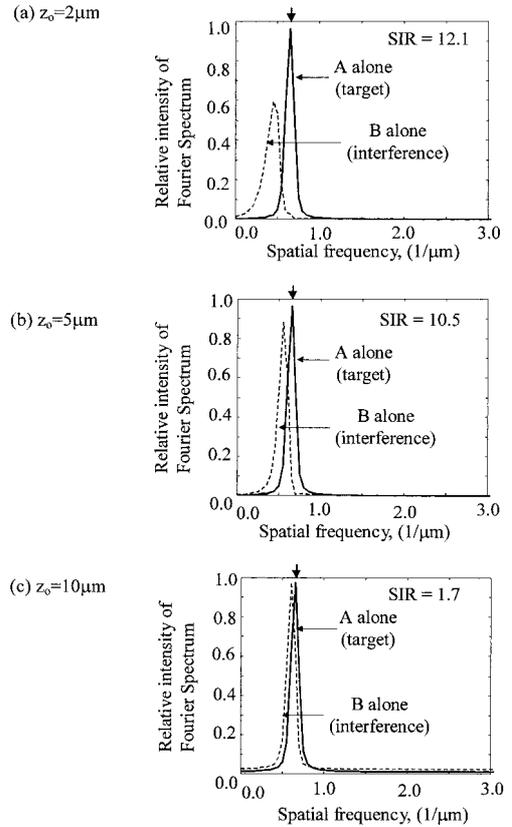 (a) zo=2μm
SIR = 12.1
A alone
(target)
B alone
(interference)
Relative intensity of
Fourier Spectrum
1.0
0.8
0.6
0.4
0.2
0.0
0.0 1.0 2.0 3.0
Spatial frequency, (1/μm)
(b) zo=5μm
SIR = 10.5
A alone
(target)
B alone
(interference)
Relative intensity of
Fourier Spectrum
1.0
0.8
0.6
0.4
0.2
0.0
0.0 1.0 2.0 3.0
Spatial frequency, (1/μm)
(c) zo=10μm
SIR = 1.7
A alone
(target)
B alone
(interference)
Relative intensity of
Fourier Spectrum
1.0
0.8
0.6
0.4
0.2
0.0
0.0 1.0 2.0 3.0
Spatial frequency, (1/μm)